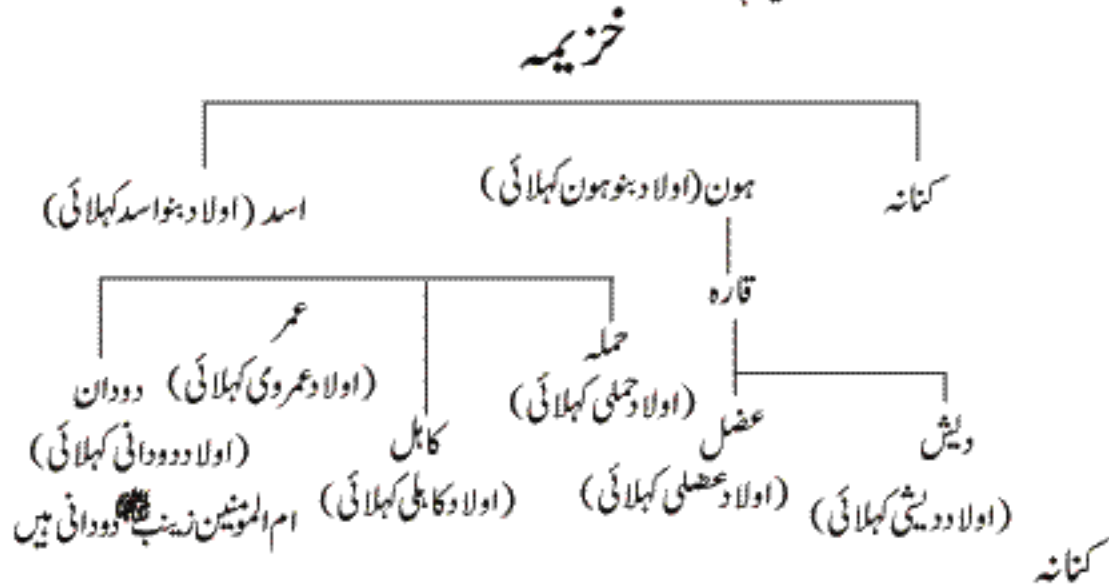 خزیمہ
کنانہ
ہون (اولاد بنو ہون کہلائی)
اسد (اولاد بنو اسد کہلائی)
قارہ
دیش
(اولاد دیشی کہلائی)
عضل
(اولاد عضلی کہلائی)
حملہ
(اولاد حملی کہلائی)
کاہل
(اولاد کاہلی کہلائی)
عمر
(اولاد عمروی کہلائی)
دودان
(اولاد دودانی کہلائی)
ام المومنین زینب دودانی ہیں
کنانہ